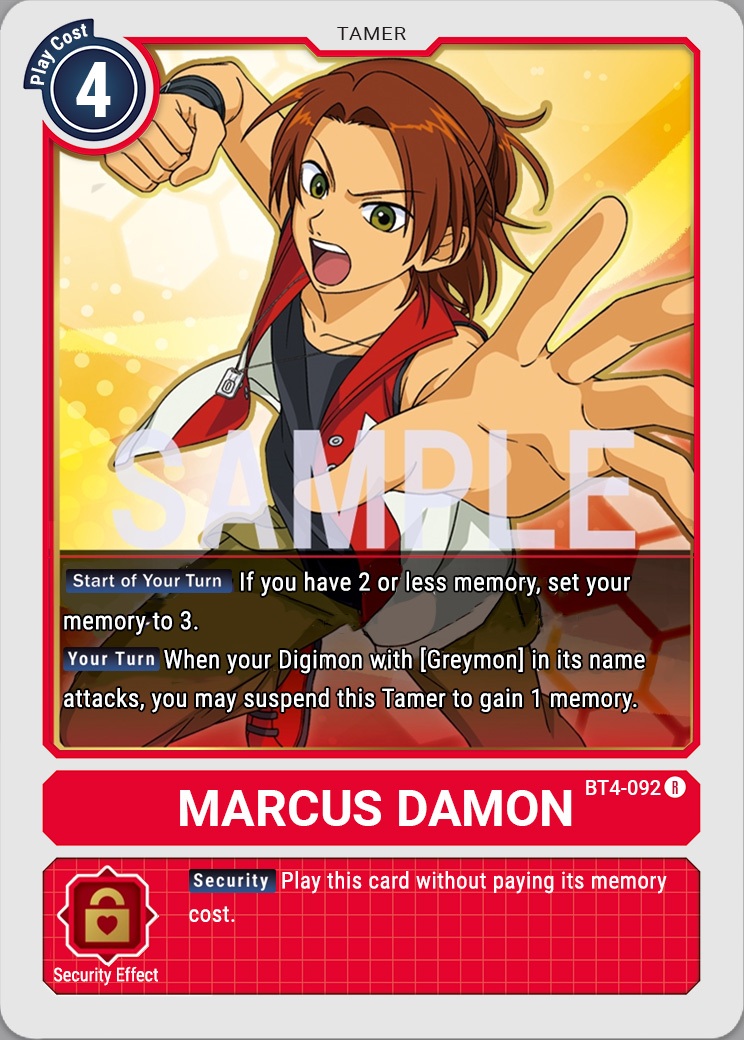 TAMER
Play Cost
4
SAMPLE
Start of Your Turn If you have 2 or less memory, set your
memory to 3.
Your Turn When your Digimon with [Greymon] in its name
attacks, you may suspend this Tamer to gain 1 memory.
BT4-092 R
MARCUS DAMON
Security Play this card without paying its memory
cost.
Security Effect